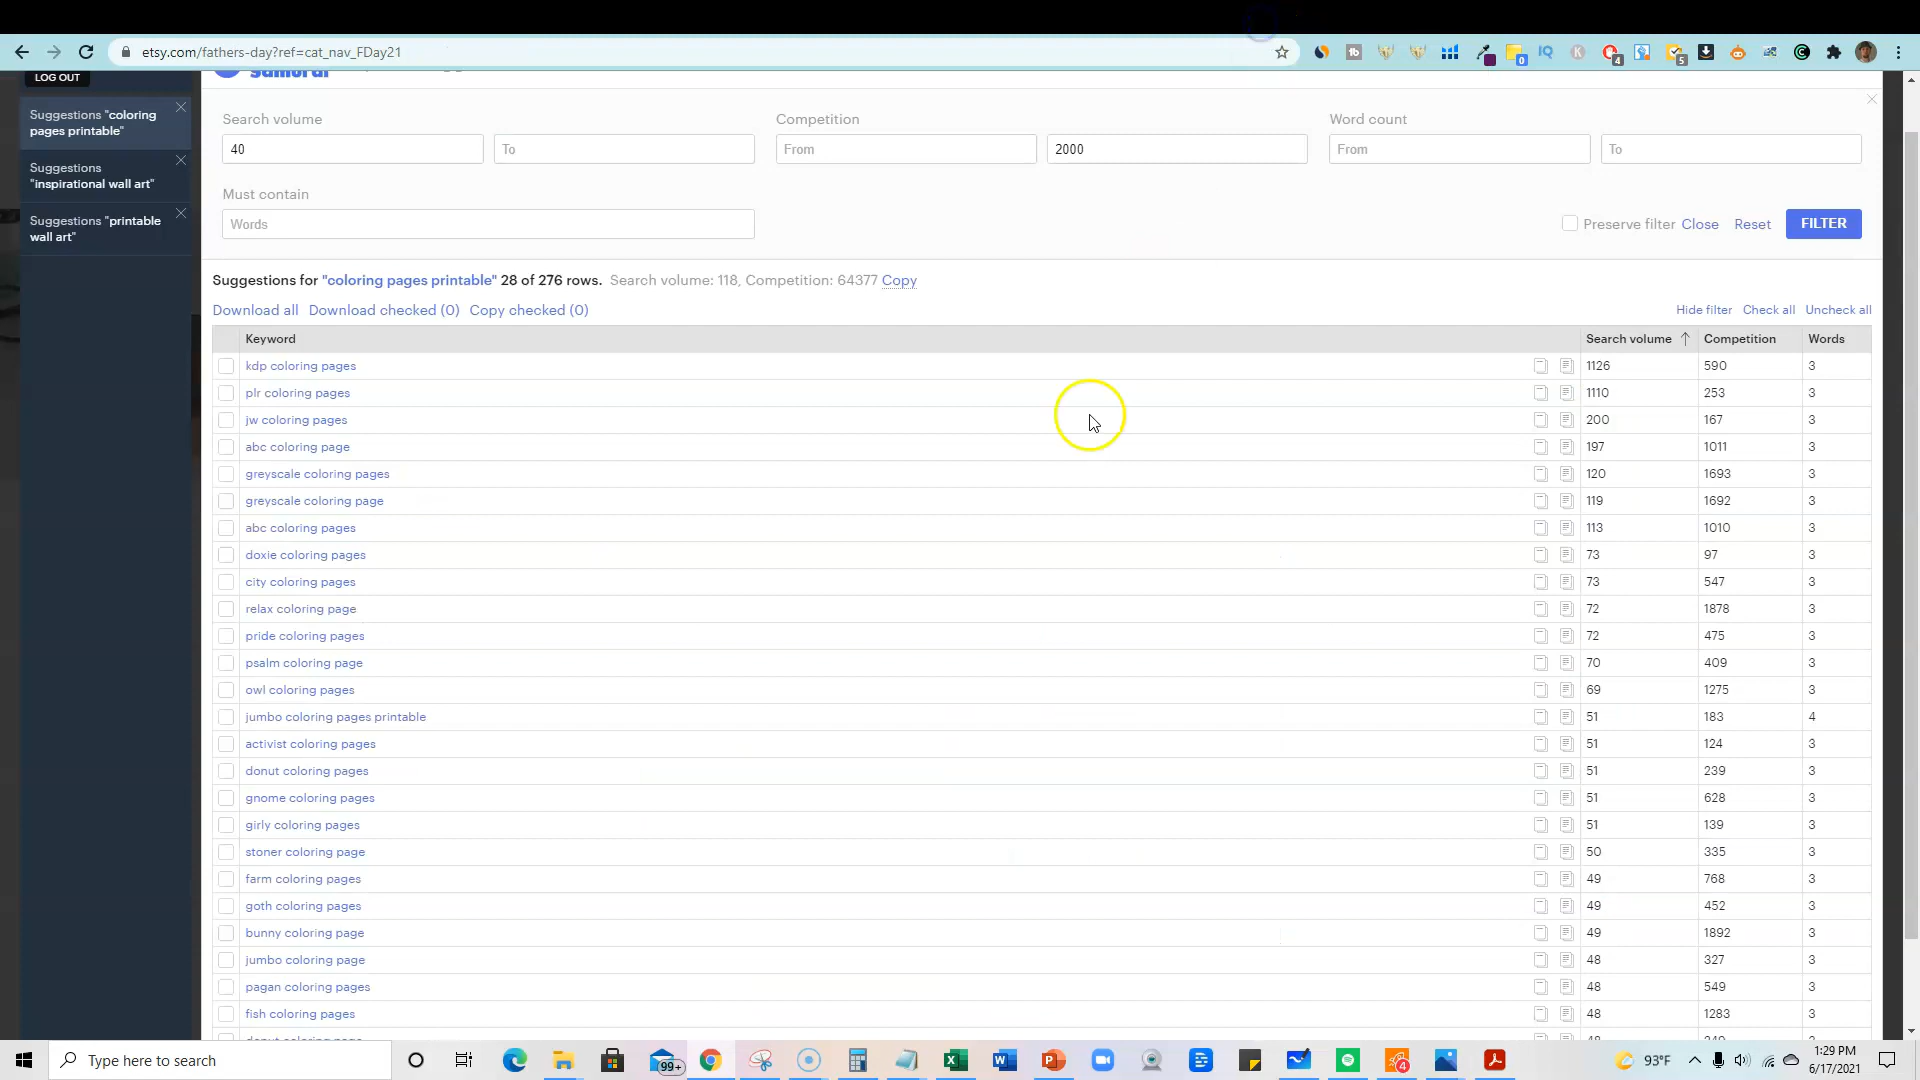 etsy.com/fathers-day?ref=cat_nav_FDay21
LOG OUT
samurai
Suggestions "coloring
pages printable"
Suggestions
"inspirational wall art"
Suggestions "printable
wall art"
Search volume Competition Word count
40 To From 2000 From To
Must contain
Words
Preserve filter Close Reset FILTER
Suggestions for "coloring pages printable" 28 of 276 rows. Search volume: 118, Competition: 64377 Copy
Download all Download checked (0) Copy checked (0) Hide filter Check all Uncheck all
Keyword Search volume Competition Words
kdp coloring pages 1126 590 3
plr coloring pages 1110 253 3
jw coloring pages 200 167 3
abc coloring page 197 1011 3
greyscale coloring pages 120 1693 3
greyscale coloring page 119 1692 3
abc coloring pages 113 1010 3
doxie coloring pages 73 97 3
city coloring pages 73 547 3
relax coloring page 72 1878 3
pride coloring pages 72 475 3
psalm coloring page 70 409 3
owl coloring pages 69 1275 3
jumbo coloring pages printable 51 183 4
activist coloring pages 51 124 3
donut coloring pages 51 239 3
gnome coloring pages 51 628 3
girly coloring pages 51 139 3
stoner coloring page 50 335 3
farm coloring pages 49 768 3
goth coloring pages 49 452 3
bunny coloring page 49 1892 3
jumbo coloring page 48 327 3
pagan coloring pages 48 549 3
fish coloring pages 48 1283 3
Type here to search
99+
4
93°F
1:29 PM
6/17/2021